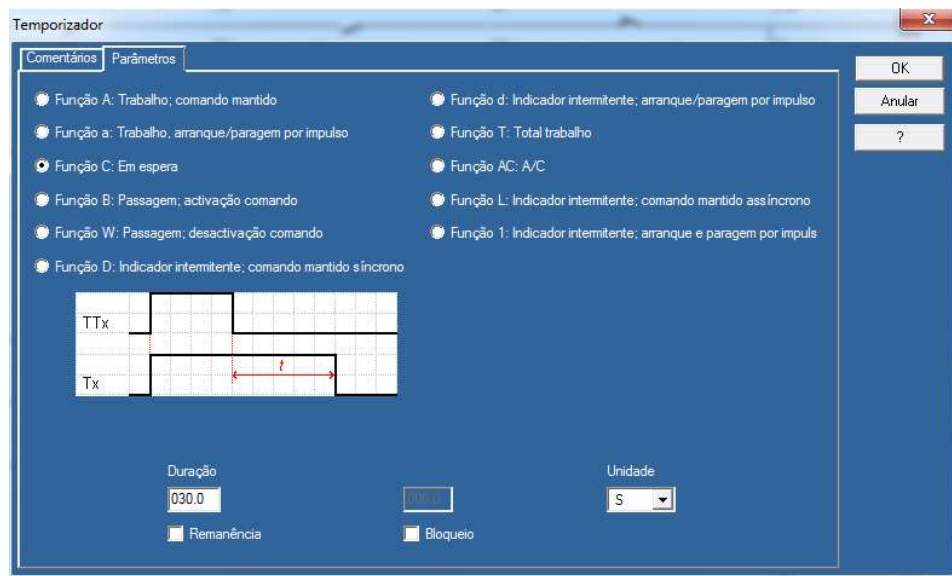 Temporizador
x
Comentários Parâmetros
OK
Anular
?
Função A: Trabalho; comando mantido
Função a: Trabalho, arranque/paragem por impulso
Função C: Em espera
Função B: Passagem; activação comando
Função W: Passagem; desactivação comando
Função D: Indicador intermitente; comando mantido síncrono
Função d: Indicador intermitente; arranque/paragem por impulso
Função T: Total trabalho
Função AC: A/C
Função L: Indicador intermitente; comando mantido assíncrono
Função 1: Indicador intermitente; arranque e paragem por impuls
TTx
t
Tx
Duração
Unidade
030.0
000.0
S
Remanência
Bloqueio